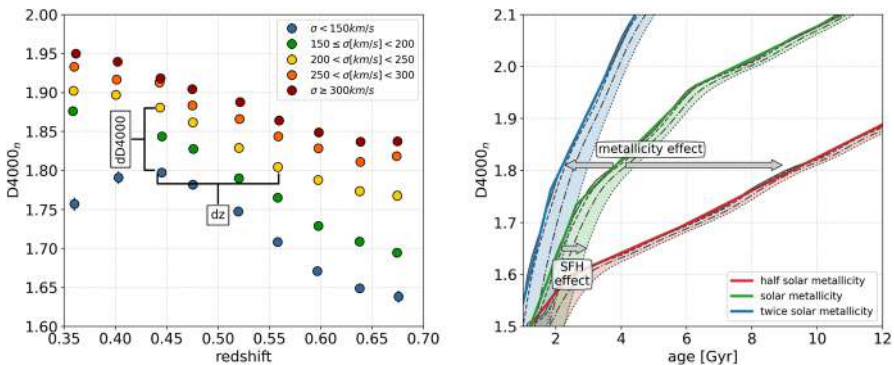 2.00
1.95
1.90
1.85
1.80
1.75
1.70
1.65
1.60
D4000ₙ
0.35
0.40
0.45
0.50
0.55
0.60
0.65
0.70
redshift
σ < 150km/s
150 ≤ σ[km/s] < 200
200 < σ[km/s] < 250
250 < σ[km/s] < 300
σ ≥ 300km/s
dD4000
dz
2.1
2.0
1.9
1.8
1.7
1.6
1.5
D4000ₙ
2
4
6
8
10
12
age [Gyr]
metallicity effect
SFH
effect
half solar metallicity
solar metallicity
twice solar metallicity